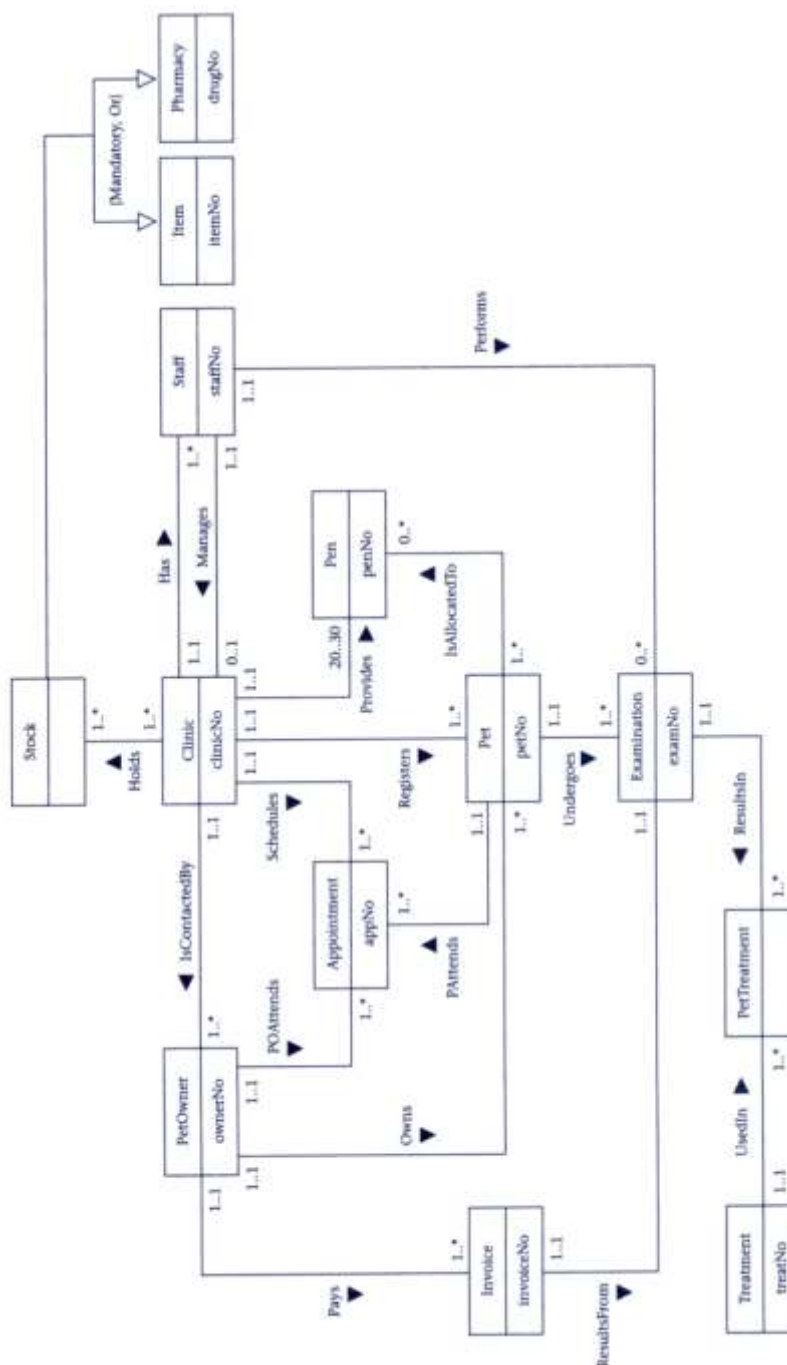 Stock
1..*
Holds
1..*
[Mandatory, Or]
Item
itemNo
Pharmacy
drugNo
PetOwner
ownerNo
1..*
IsContactedBy
1..1
Clinic
clinicNo
1..1
Has
1..*
0..1
Manages
1..1
Staff
staffNo
1..1
1..1
1..1
1..1
POAttends
1..1
Schedules
1..1
1..1
1..1
Provides
20..30
Pen
penNo
0..*
1..*
Appointment
appNo
1..*
Registers
Owns
PAttends
1..*
IsAllocatedTo
Performs
Pays
1..*
Invoice
invoiceNo
1..1
1..1
1..*
1..*
1..*
Pet
petNo
1..1
Undergoes
ResultsFrom
1..*
0..*
1..1
Examination
examNo
1..1
ResultsIn
Treatment
treatNo
1..1
UsedIn
1..*
PetTreatment
1..*